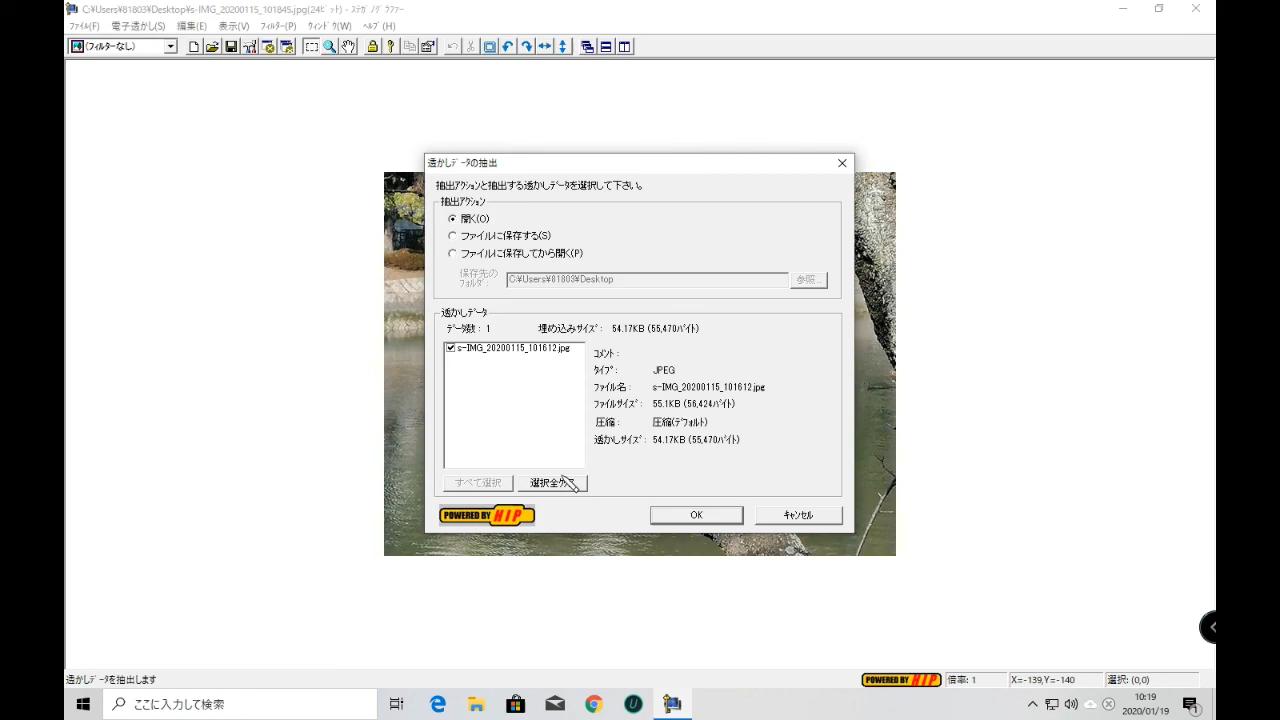 C:¥Users¥81803¥Desktop¥s-IMG_20200115_101845.jpg(24ﾋﾞｯﾄ) - ｽﾃｶﾞﾉｸﾞﾗﾌｧｰ
ﾌｧｲﾙ(F) 電子透かし(S) 編集(E) 表示(V) ﾌｨﾙﾀｰ(P) ｳｨﾝﾄﾞｳ(W) ﾍﾙﾌﾟ(H)
(ﾌｨﾙﾀｰなし)
透かしﾃﾞｰﾀの抽出
抽出ｱｸｼｮﾝと抽出する透かしﾃﾞｰﾀを選択して下さい。
抽出ｱｸｼｮﾝ
開く(O)
ファイルに保存する(S)
ファイルに保存してから開く(P)
保存先の
ﾌｫﾙﾀﾞ:
C:¥Users¥81803¥Desktop
参照...
透かしﾃﾞｰﾀ
ﾃﾞｰﾀ数: 1 埋め込みｻｲｽﾞ: 54.17KB (55,470ﾊﾞｲﾄ)
s-IMG_20200115_101612.jpg
ｺﾒﾝﾄ:
ﾀｲﾌﾟ: JPEG
ﾌｧｲﾙ名: s-IMG_20200115_101612.jpg
ﾌｧｲﾙｻｲｽﾞ: 55.1KB (56,424ﾊﾞｲﾄ)
圧縮: 圧縮(ﾃﾞﾌｫﾙﾄ)
透かしｻｲｽﾞ: 54.17KB (55,470ﾊﾞｲﾄ)
すべて選択
POWERED BY HIP
OK
ｷｬﾝｾﾙ
透かしﾃﾞｰﾀを抽出します
POWERED BY HIP
倍率: 1
X=-139,Y=-140
選択: (0,0)
ここに入力して検索
10:19
2020/01/19